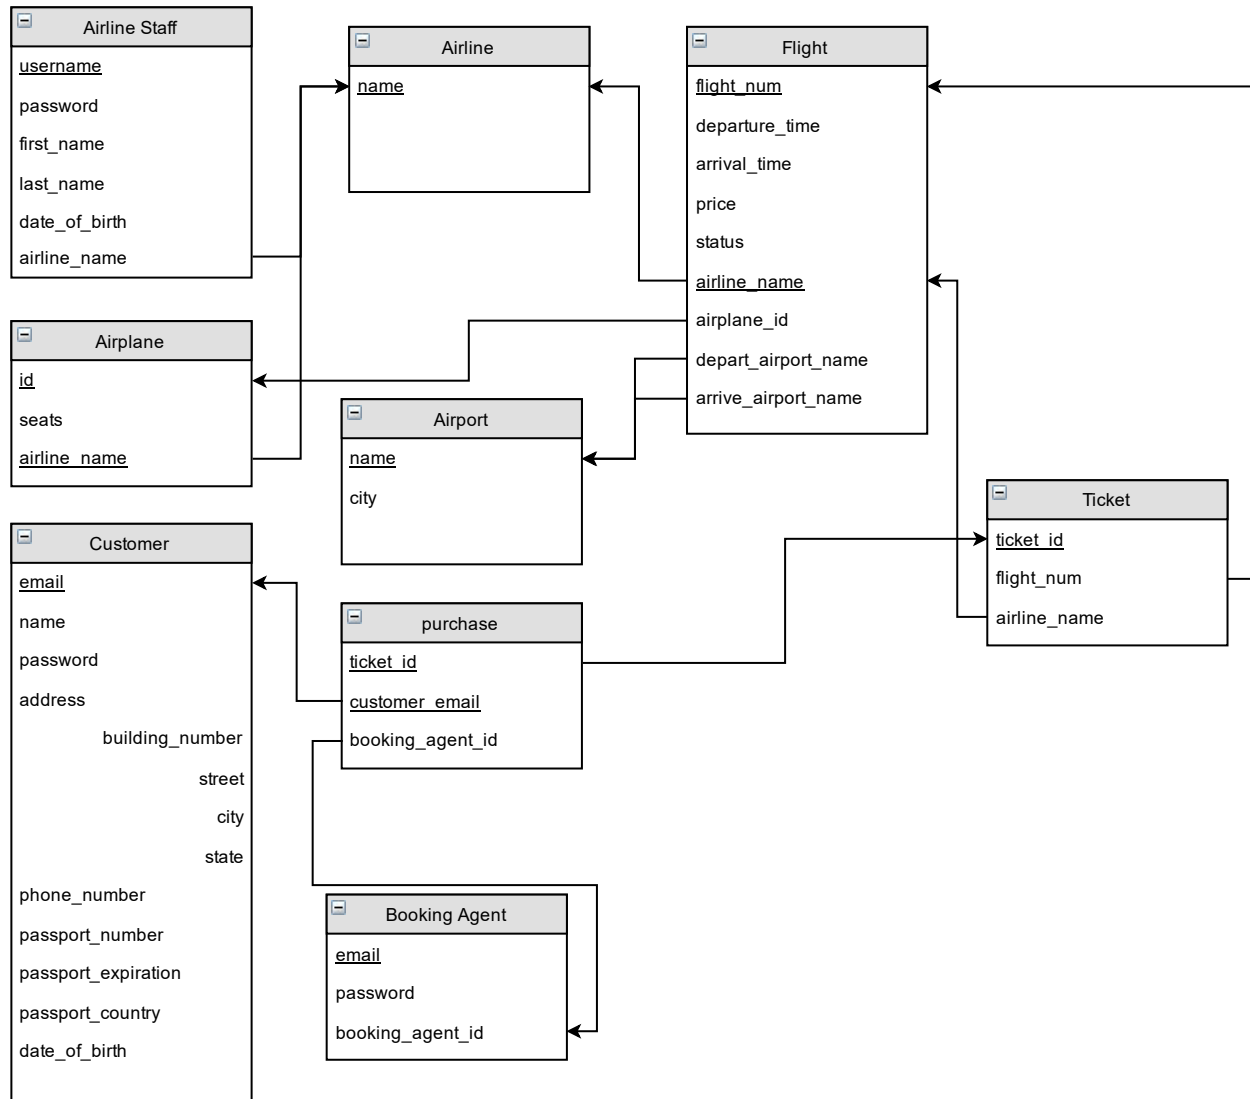 Airline Staff
username
password
first_name
last_name
date_of_birth
airline_name
Airline
name
Flight
flight_num
departure_time
arrival_time
price
status
airline_name
airplane_id
depart_airport_name
arrive_airport_name
Airplane
id
seats
airline_name
Airport
name
city
Ticket
ticket_id
flight_num
airline_name
Customer
email
name
password
address
building_number
street
city
state
phone_number
passport_number
passport_expiration
passport_country
date_of_birth
purchase
ticket_id
customer_email
booking_agent_id
Booking Agent
email
password
booking_agent_id